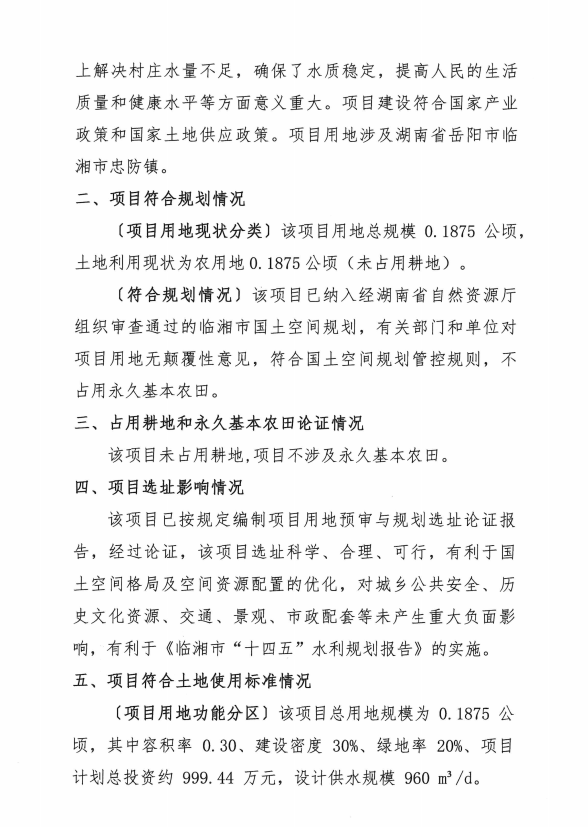 上解决村庄水量不足，确保了水质稳定，提高人民的生活
质量和健康水平等方面意义重大。项目建设符合国家产业
政策和国家土地供应政策。项目用地涉及湖南省岳阳市临
湘市忠防镇。
二、项目符合规划情况
〔项目用地现状分类〕该项目用地总规模 0.1875 公顷，
土地利用现状为农用地 0.1875 公顷（未占用耕地）。
〔符合规划情况〕该项目已纳入经湖南省自然资源厅
组织审查通过的临湘市国土空间规划，有关部门和单位对
项目用地无颠覆性意见，符合国土空间规划管控规则，不
占用永久基本农田。
三、占用耕地和永久基本农田论证情况
该项目未占用耕地,项目不涉及永久基本农田。
四、项目选址影响情况
该项目已按规定编制项目用地预审与规划选址论证报
告，经过论证，该项目选址科学、合理、可行，有利于国
土空间格局及空间资源配置的优化，对城乡公共安全、历
史文化资源、交通、景观、市政配套等未产生重大负面影
响，有利于《临湘市“十四五”水利规划报告》的实施。
五、项目符合土地使用标准情况
〔项目用地功能分区〕该项目总用地规模为 0.1875 公
顷，其中容积率 0.30、建设密度 30%、绿地率 20%、项目
计划总投资约 999.44 万元，设计供水规模 960 m³/d。